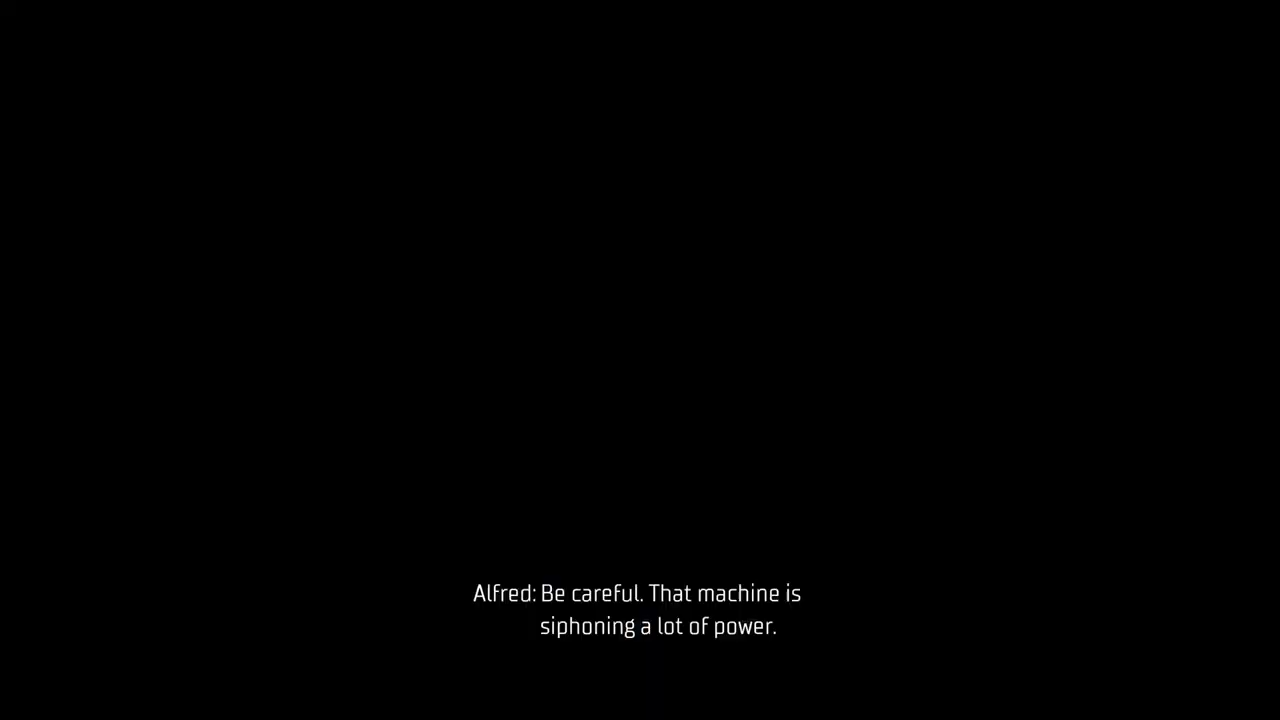 Alfred: Be careful. That machine is
siphoning a lot of power.